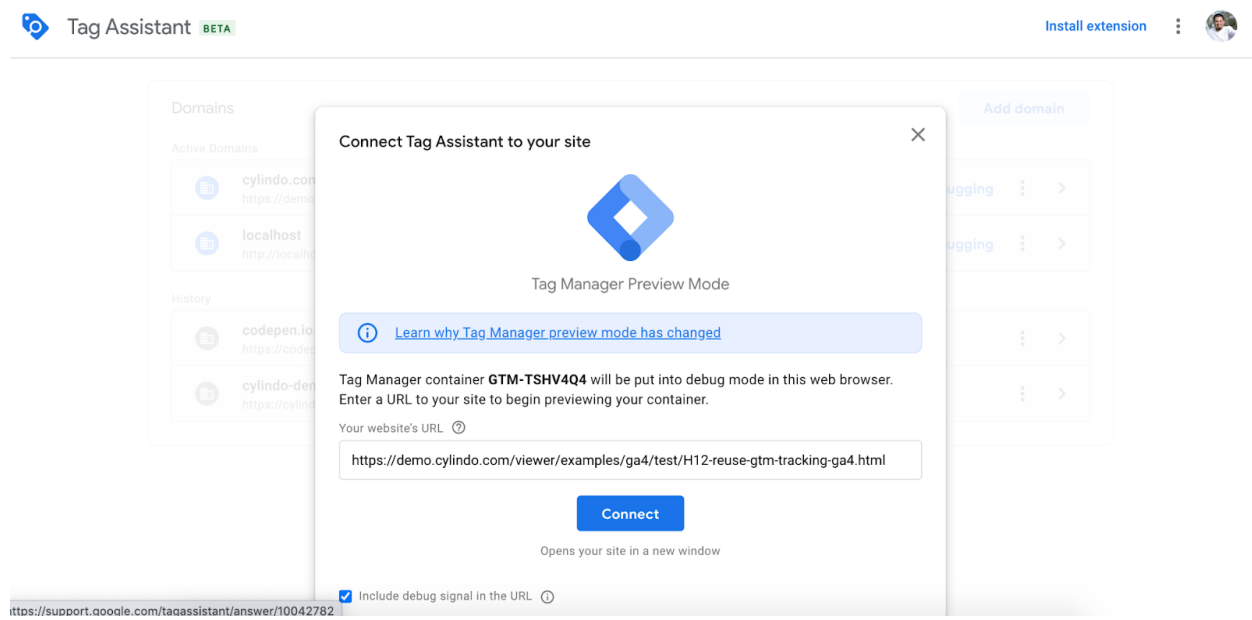 Tag Assistant BETA
Install extension
Domains
Add domain
Active Domains
cylindo.con
https://demo
ugging
localhost
http://localho
ugging
History
codepen.io
https://codep
cylindo-den
https://cylind
Connect Tag Assistant to your site
Tag Manager Preview Mode
Learn why Tag Manager preview mode has changed
Tag Manager container GTM-TSHV4Q4 will be put into debug mode in this web browser.
Enter a URL to your site to begin previewing your container.
Your website's URL
https://demo.cylindo.com/viewer/examples/ga4/test/H12-reuse-gtm-tracking-ga4.html
Connect
Opens your site in a new window
Include debug signal in the URL
ttps://support.google.com/tagassistant/answer/10042782